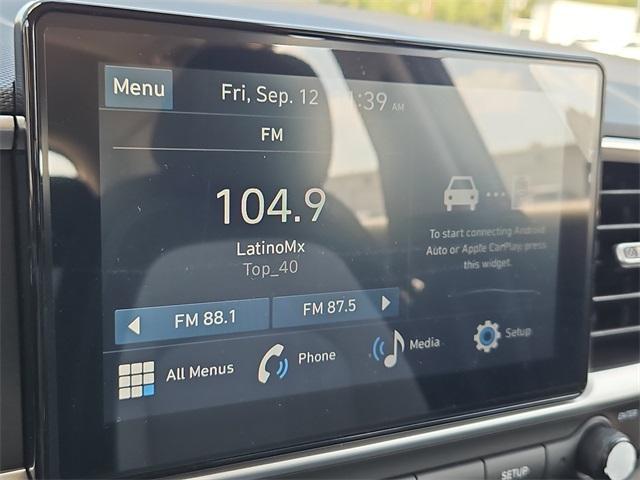 Menu
Fri, Sep. 12
:39 AM
FM
104.9
LatinoMx
Top_40
To start connecting Android
Auto or Apple CarPlay, press
this widget.
FM 88.1
FM 87.5
All Menus
Phone
Media
Setup
ENTER
SETUP